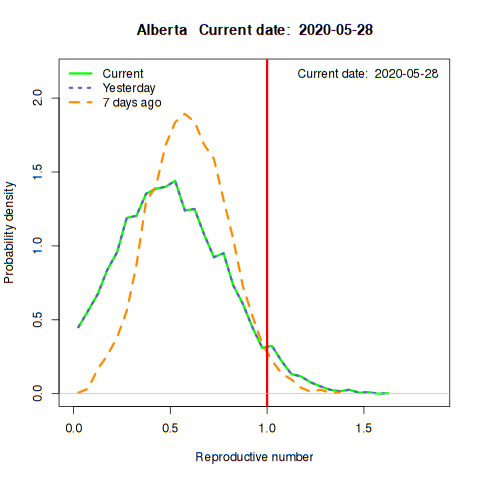 Alberta Current date: 2020-05-28
Current date: 2020-05-28
Current
Yesterday
7 days ago
Probability density
2.0
1.5
1.0
0.5
0.0
0.0 0.5 1.0 1.5
Reproductive number